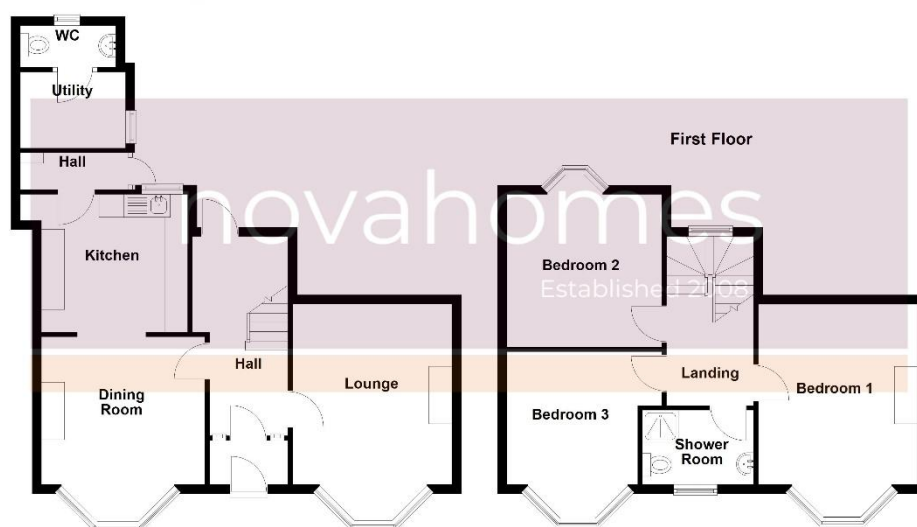 WC
Utility
Hall
Kitchen
Dining
Room
Hall
Lounge
First Floor
Bedroom 2
Landing
Bedroom 3
Shower
Room
Bedroom 1
novahomes
Established 2008